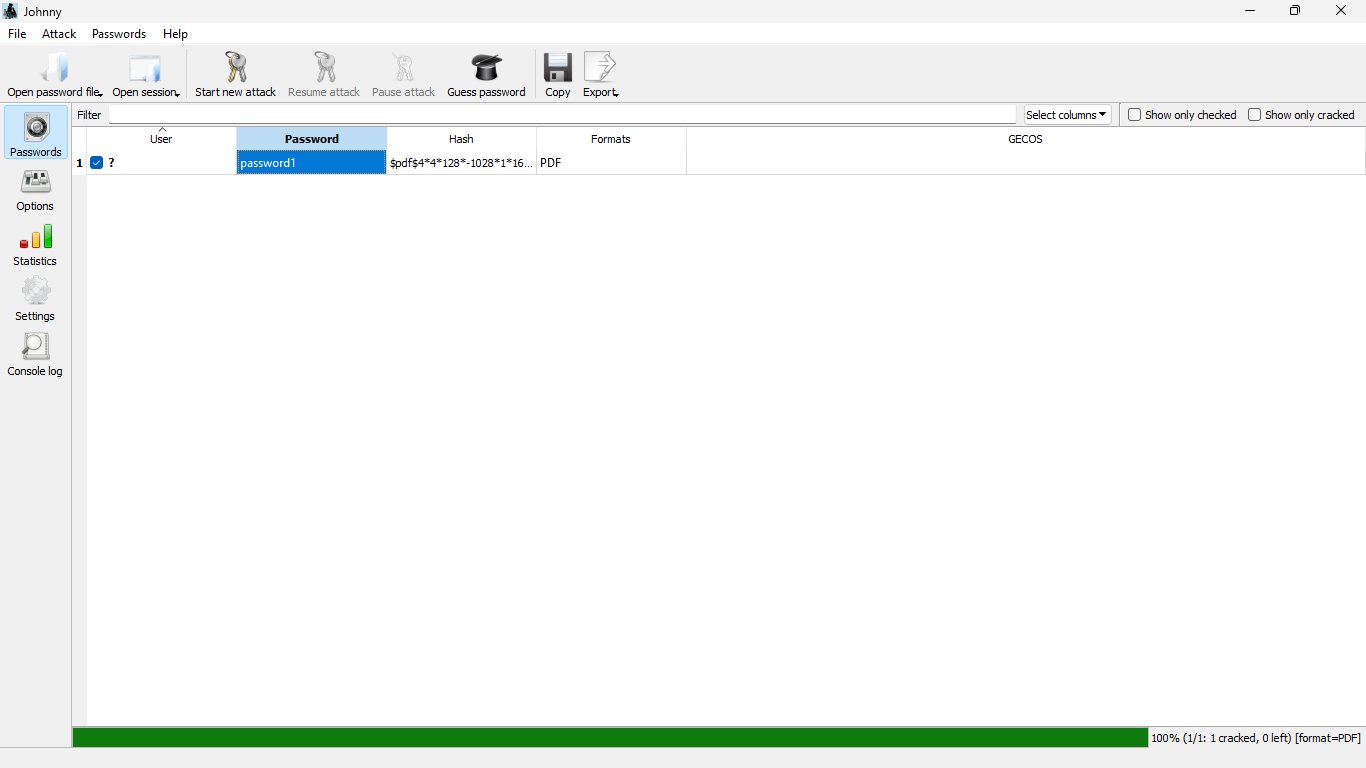 Johnny
File Attack Passwords Help
Open password file Open session Start new attack Resume attack Pause attack Guess password Copy Export
Passwords
Options
Statistics
Settings
Console log
Filter Select columns Show only checked Show only cracked
User Password Hash Formats GECOS
1 ? password1 $pdf$4*4*128*-1028*1*16... PDF
100% (1/1: 1 cracked, 0 left) [format=PDF]